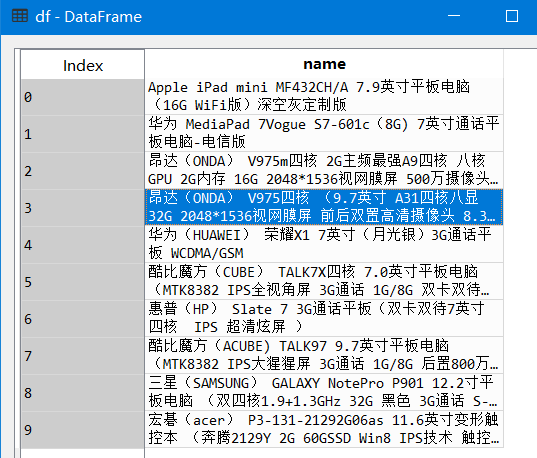 df - DataFrame
Index
name
0
Apple iPad mini MF432CH/A 7.9英寸平板电脑
（16G WiFi版）深空灰定制版
1
华为 MediaPad 7Vogue S7-601c（8G) 7英寸通话平
板电脑-电信版
2
昂达（ONDA） V975m四核 2G主频最强A9四核 八核
GPU 2G内存 16G 2048*1536视网膜屏 500万摄像头…
3
昂达（ONDA） V975四核 （9.7英寸 A31四核八显
32G 2048*1536视网膜屏 前后双置高清摄像头 8.3…
4
华为（HUAWEI） 荣耀X1 7英寸（月光银)3G通话平
板 WCDMA/GSM
5
酷比魔方（CUBE） TALK7X四核 7.0英寸平板电脑
（MTK8382 IPS全视角屏 3G通话 1G/8G 双卡双待…
6
惠普（HP） Slate 7 3G通话平板（双卡双待7英寸
四核  IPS 超清炫屏 ）
7
酷比魔方（ACUBE) TALK97 9.7英寸平板电脑
（MTK8382 IPS大猩猩屏 3G通话 1G/8G 后置800万…
8
三星（SAMSUNG） GALAXY NotePro P901 12.2寸平
板电脑 （双四核1.9+1.3GHz 32G 黑色 3G通话 S-…
9
宏碁（acer） P3-131-21292G06as 11.6英寸变形触
控本 （奔腾2129Y 2G 60GSSD Win8 IPS技术 触控…